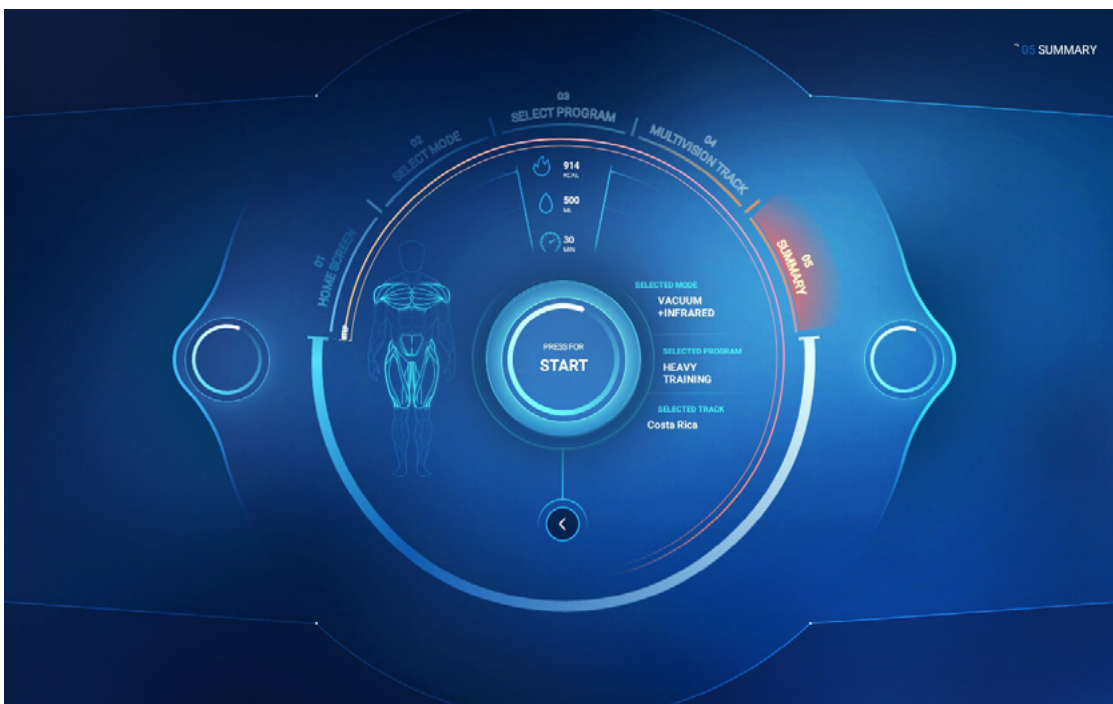 05 SUMMARY
01
HOME SCREEN
02
SELECT MODE
03
SELECT PROGRAM
04
MULTIVISION TRACK
05
SUMMARY
914
KCAL
500
ML
30
MIN
SELECTED MODE
VACUUM
+INFRARED
PRESS FOR
START
SELECTED PROGRAM
HEAVY
TRAINING
SELECTED TRACK
Costa Rica